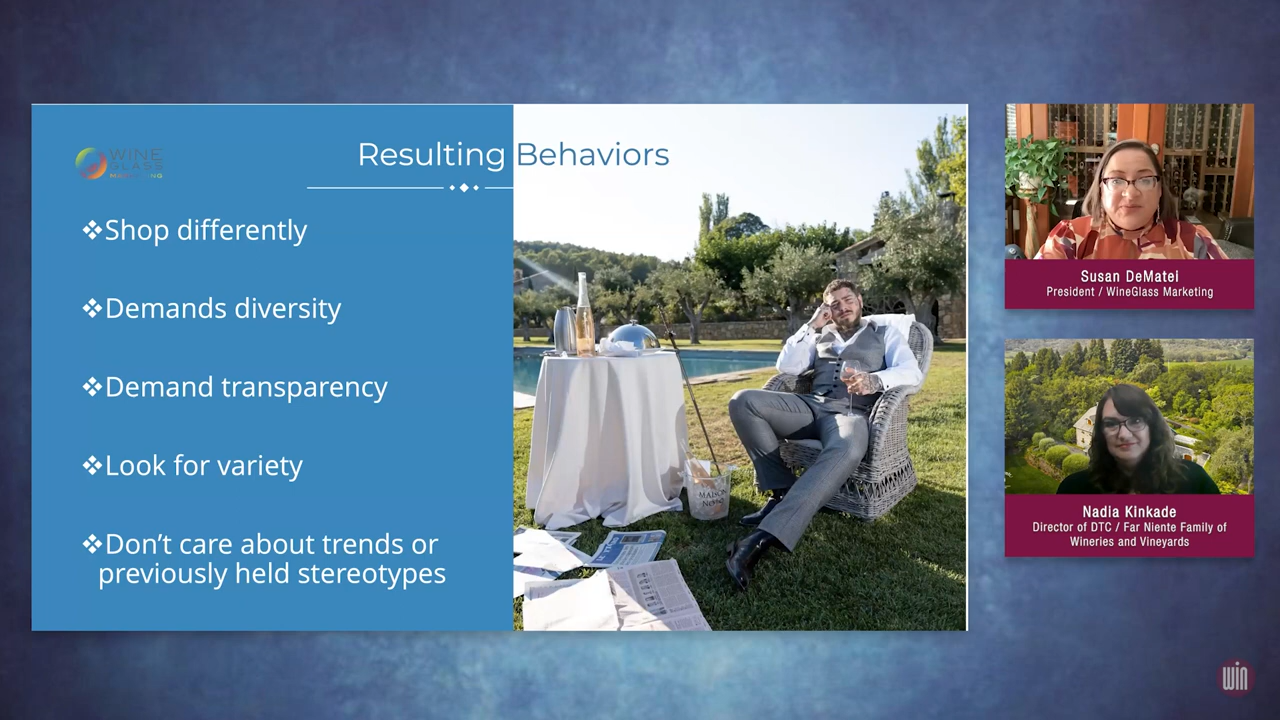 WINE
GLASS
MARKETING
Resulting Behaviors
❖Shop differently
❖Demands diversity
❖Demand transparency
❖Look for variety
❖Don’t care about trends or
previously held stereotypes
MAISON
Susan DeMatei
President / WineGlass Marketing
Nadia Kinkade
Director of DTC / Far Niente Family of
Wineries and Vineyards
win